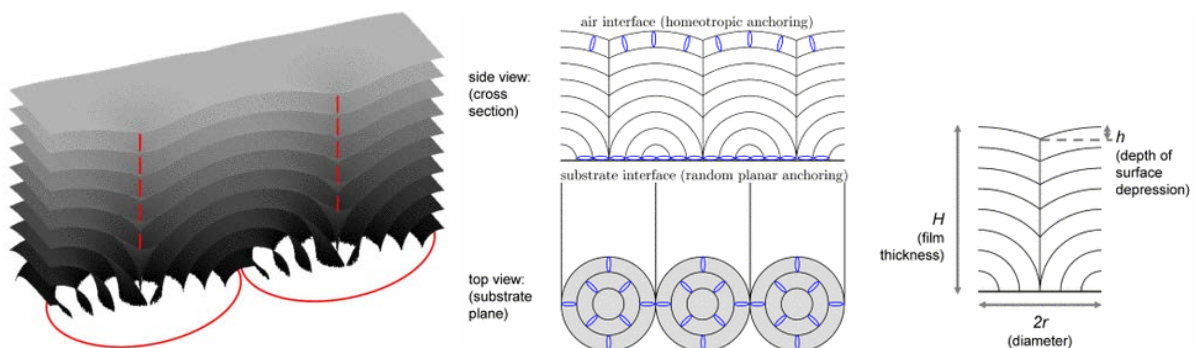 air interface (homeotropic anchoring)
side view:
(cross
section)
substrate interface (random planar anchoring)
top view:
(substrate
plane)
h
(depth of
surface
depression)
H
(film
thickness)
2r
(diameter)